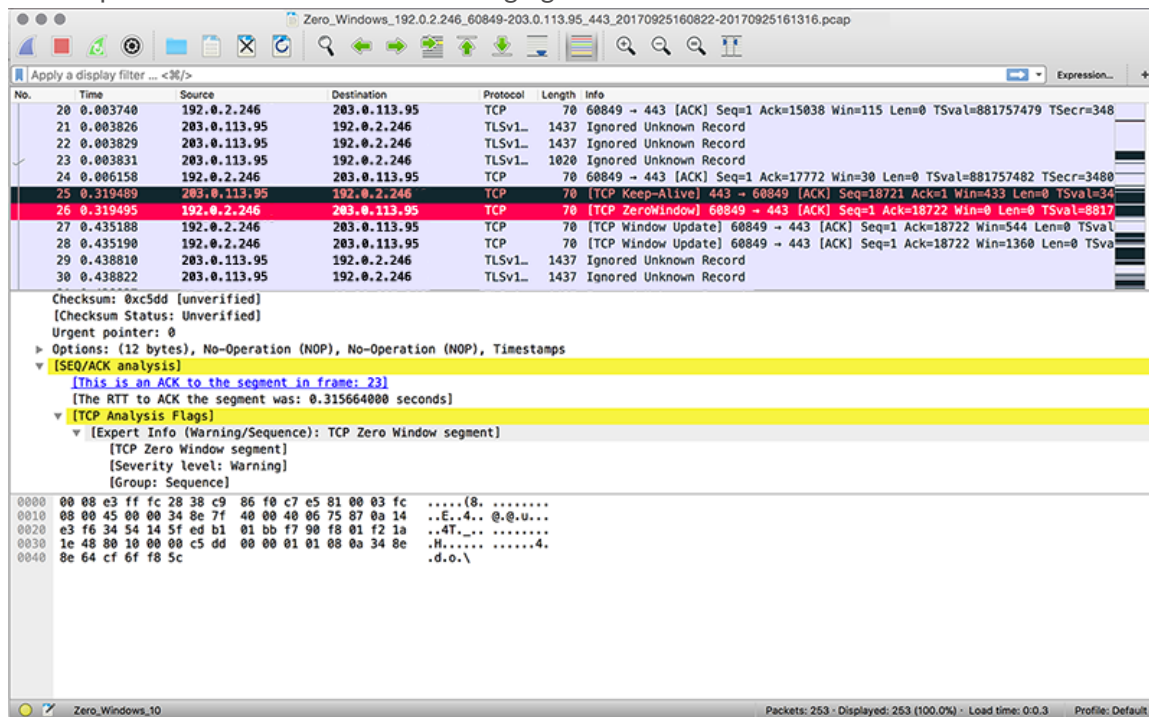 Zero_Windows_192.0.2.246_60849-203.0.113.95_443_20170925160822-20170925161316.pcap
Apply a display filter ... <⌘/> Expression... +
No. Time Source Destination Protocol Length Info
20 0.003740 192.0.2.246 203.0.113.95 TCP 70 60849 → 443 [ACK] Seq=1 Ack=15038 Win=115 Len=0 TSval=881757479 TSecr=348
21 0.003826 203.0.113.95 192.0.2.246 TLSv1… 1437 Ignored Unknown Record
22 0.003829 203.0.113.95 192.0.2.246 TLSv1… 1437 Ignored Unknown Record
23 0.003831 203.0.113.95 192.0.2.246 TLSv1… 1020 Ignored Unknown Record
24 0.006158 192.0.2.246 203.0.113.95 TCP 70 60849 → 443 [ACK] Seq=1 Ack=17772 Win=30 Len=0 TSval=881757482 TSecr=3480
25 0.319489 203.0.113.95 192.0.2.246 TCP 70 [TCP Keep-Alive] 443 → 60849 [ACK] Seq=18721 Ack=1 Win=433 Len=0 TSval=34
26 0.319495 192.0.2.246 203.0.113.95 TCP 70 [TCP ZeroWindow] 60849 → 443 [ACK] Seq=1 Ack=18722 Win=0 Len=0 TSval=8817
27 0.435188 192.0.2.246 203.0.113.95 TCP 70 [TCP Window Update] 60849 → 443 [ACK] Seq=1 Ack=18722 Win=544 Len=0 TSval
28 0.435190 192.0.2.246 203.0.113.95 TCP 70 [TCP Window Update] 60849 → 443 [ACK] Seq=1 Ack=18722 Win=1360 Len=0 TSva
29 0.438810 203.0.113.95 192.0.2.246 TLSv1… 1437 Ignored Unknown Record
30 0.438822 203.0.113.95 192.0.2.246 TLSv1… 1437 Ignored Unknown Record
Checksum: 0xc5dd [unverified]
[Checksum Status: Unverified]
Urgent pointer: 0
Options: (12 bytes), No-Operation (NOP), No-Operation (NOP), Timestamps
[SEQ/ACK analysis]
[This is an ACK to the segment in frame: 23]
[The RTT to ACK the segment was: 0.315664000 seconds]
[TCP Analysis Flags]
[Expert Info (Warning/Sequence): TCP Zero Window segment]
[TCP Zero Window segment]
[Severity level: Warning]
[Group: Sequence]
0000 00 08 e3 ff fc 28 38 c9 86 f0 c7 e5 81 00 03 fc .....(8. ........
0010 08 00 45 00 00 34 8e 7f 40 00 40 06 75 87 0a 14 ..E..4.. @.@.u...
0020 e3 f6 34 54 14 5f ed b1 01 bb f7 90 f8 01 f2 1a ..4T._.. ........
0030 1e 48 80 10 00 00 c5 dd 00 00 01 01 08 0a 34 8e .H...... ......4.
0040 8e 64 cf 6f f8 5c .d.o.\
Zero_Windows_10 Packets: 253 · Displayed: 253 (100.0%) · Load time: 0:0.3 Profile: Default